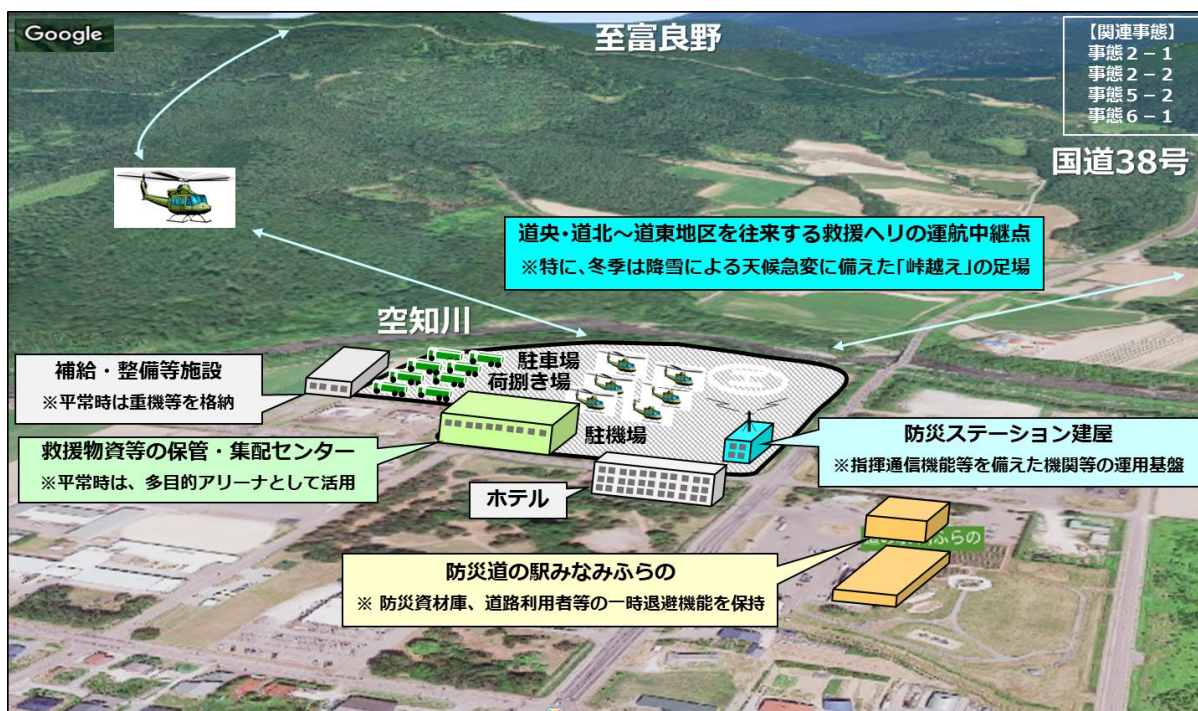 Google
至富良野
【関連事態】
事態２－１
事態２－２
事態５－２
事態６－１
国道38号
道央・道北～道東地区を往来する救援ヘリの運航中継点
※特に、冬季は降雪による天候急変に備えた「峠越え」の足場
空知川
補給・整備等施設
※平常時は重機等を格納
駐車場
荷捌き場
駐機場
救援物資等の保管・集配センター
※平常時は、多目的アリーナとして活用
防災ステーション建屋
※指揮通信機能等を備えた機関等の運用基盤
ホテル
ふらの
防災道の駅みなみふらの
※ 防災資材庫、道路利用者等の一時退避機能を保持